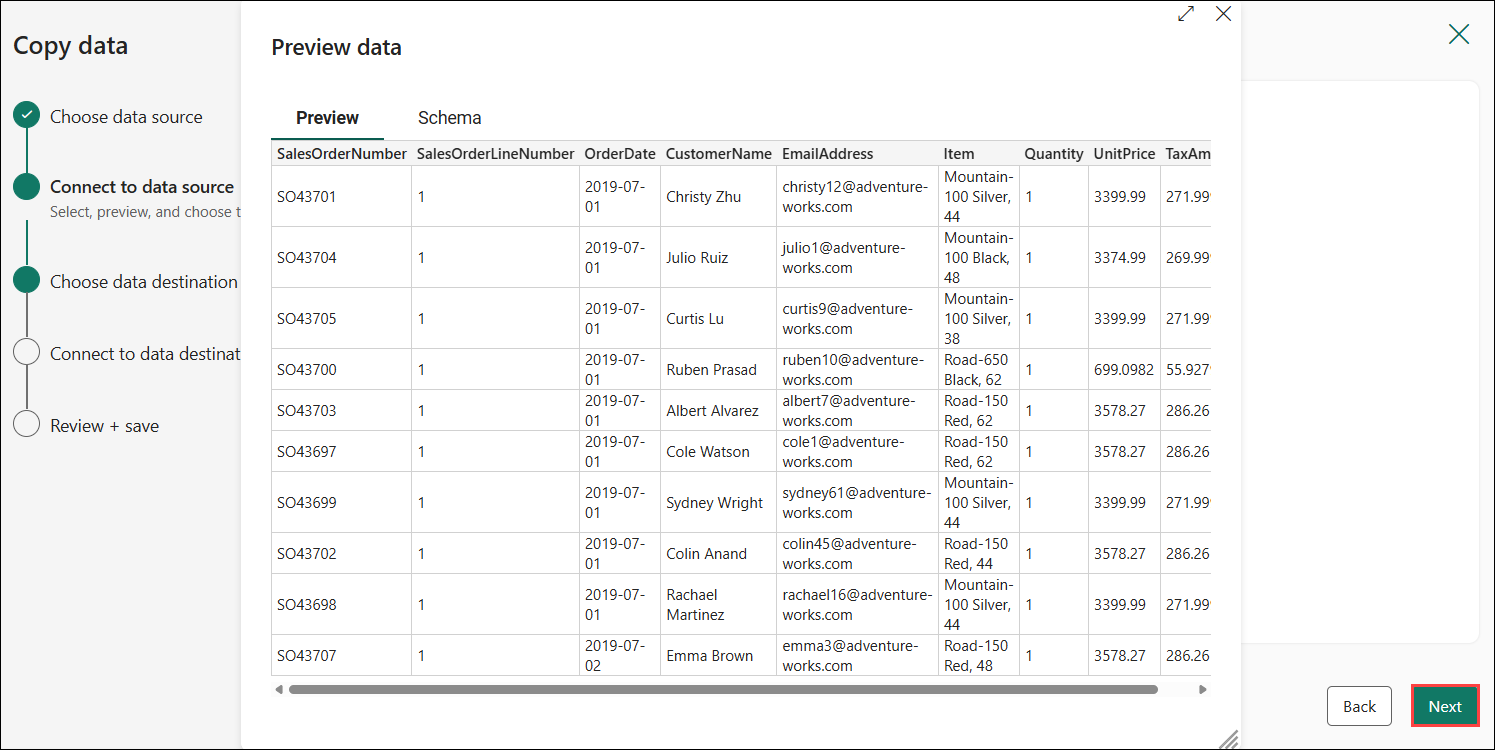 Copy data
Choose data source
Connect to data source
Select, preview, and choose t
Choose data destination
Connect to data destinat
Review + save
Preview data
Preview Schema
SalesOrderNumber SalesOrderLineNumber OrderDate CustomerName EmailAddress Item Quantity UnitPrice TaxAm
SO43701 1 2019-07-01 Christy Zhu christy12@adventure-works.com Mountain-100 Silver, 44 1 3399.99 271.999
SO43704 1 2019-07-01 Julio Ruiz julio1@adventure-works.com Mountain-100 Black, 48 1 3374.99 269.999
SO43705 1 2019-07-01 Curtis Lu curtis9@adventure-works.com Mountain-100 Silver, 38 1 3399.99 271.999
SO43700 1 2019-07-01 Ruben Prasad ruben10@adventure-works.com Road-650 Black, 62 1 699.0982 55.9279
SO43703 1 2019-07-01 Albert Alvarez albert7@adventure-works.com Road-150 Red, 62 1 3578.27 286.26
SO43697 1 2019-07-01 Cole Watson cole1@adventure-works.com Road-150 Red, 62 1 3578.27 286.26
SO43699 1 2019-07-01 Sydney Wright sydney61@adventure-works.com Mountain-100 Silver, 44 1 3399.99 271.999
SO43702 1 2019-07-01 Colin Anand colin45@adventure-works.com Road-150 Red, 44 1 3578.27 286.26
SO43698 1 2019-07-01 Rachael Martinez rachael16@adventure-works.com Mountain-100 Silver, 44 1 3399.99 271.999
SO43707 1 2019-07-02 Emma Brown emma3@adventure-works.com Road-150 Red, 48 1 3578.27 286.26
Back Next